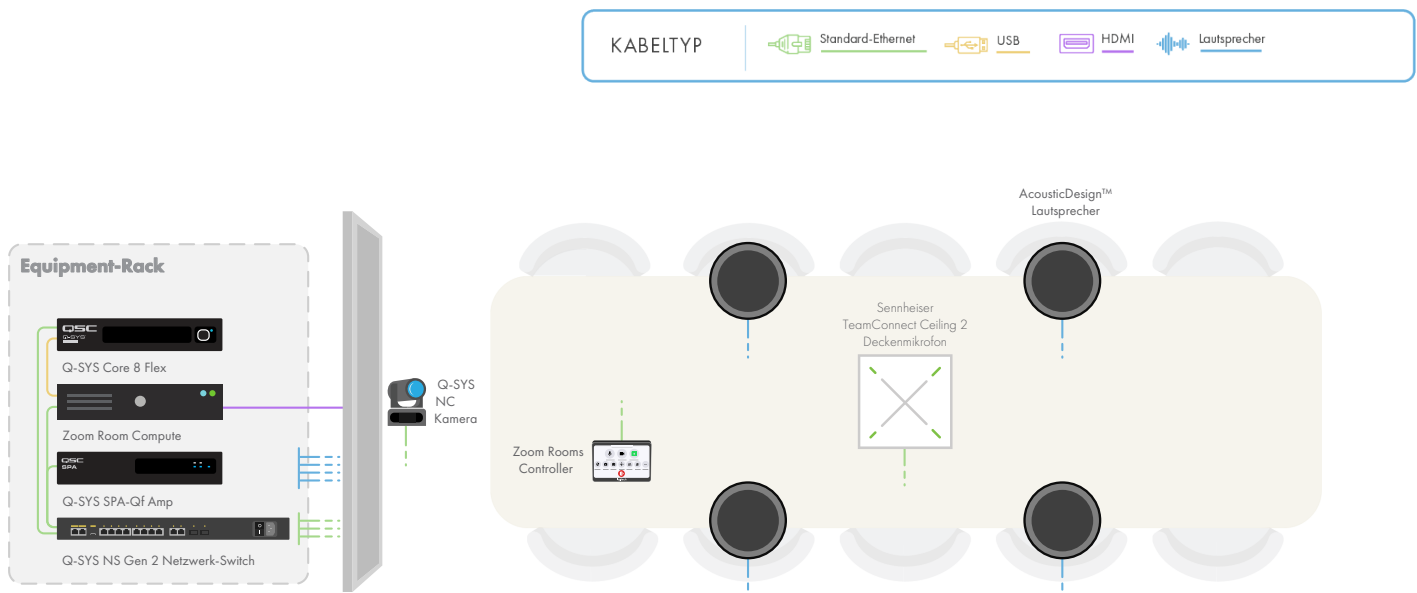 KABELTYP
Standard-Ethernet
USB
HDMI
Lautsprecher
AcousticDesign™
Lautsprecher
Equipment-Rack
QSC
Q-SYS
Q-SYS Core 8 Flex
Zoom Room Compute
QSC
SPA
Q-SYS SPA-Qf Amp
Q-SYS NS Gen 2 Netzwerk-Switch
Q-SYS
NC
Kamera
Zoom Rooms
Controller
Sennheiser
TeamConnect Ceiling 2
Deckenmikrofon